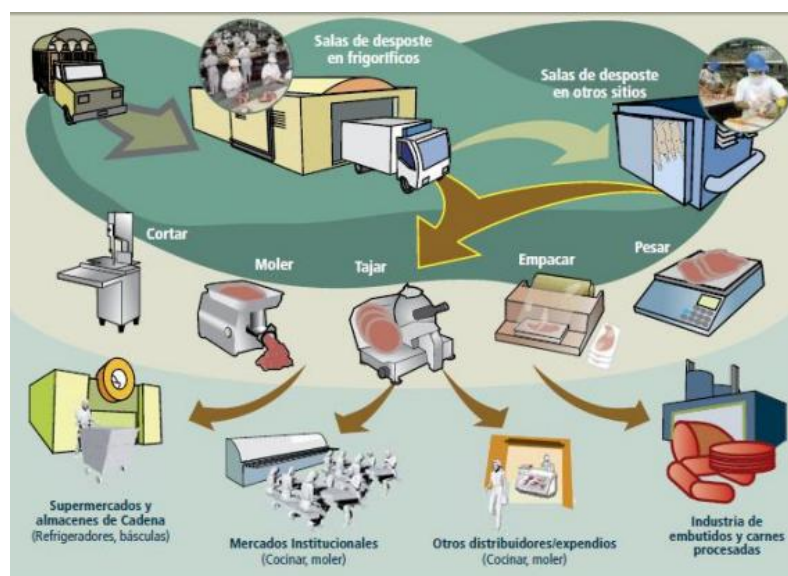 Salas de desposte
en frigoríficos
Salas de desposte
en otros sitios
Cortar
Moler
Tajar
Empacar
Pesar
Supermercados y
almacenes de Cadena
(Refrigeradores, básculas)
Mercados Institucionales
(Cocinar, moler)
Otros distribuidores/expendios
(Cocinar, moler)
Industria de
embutidos y carnes
procesadas